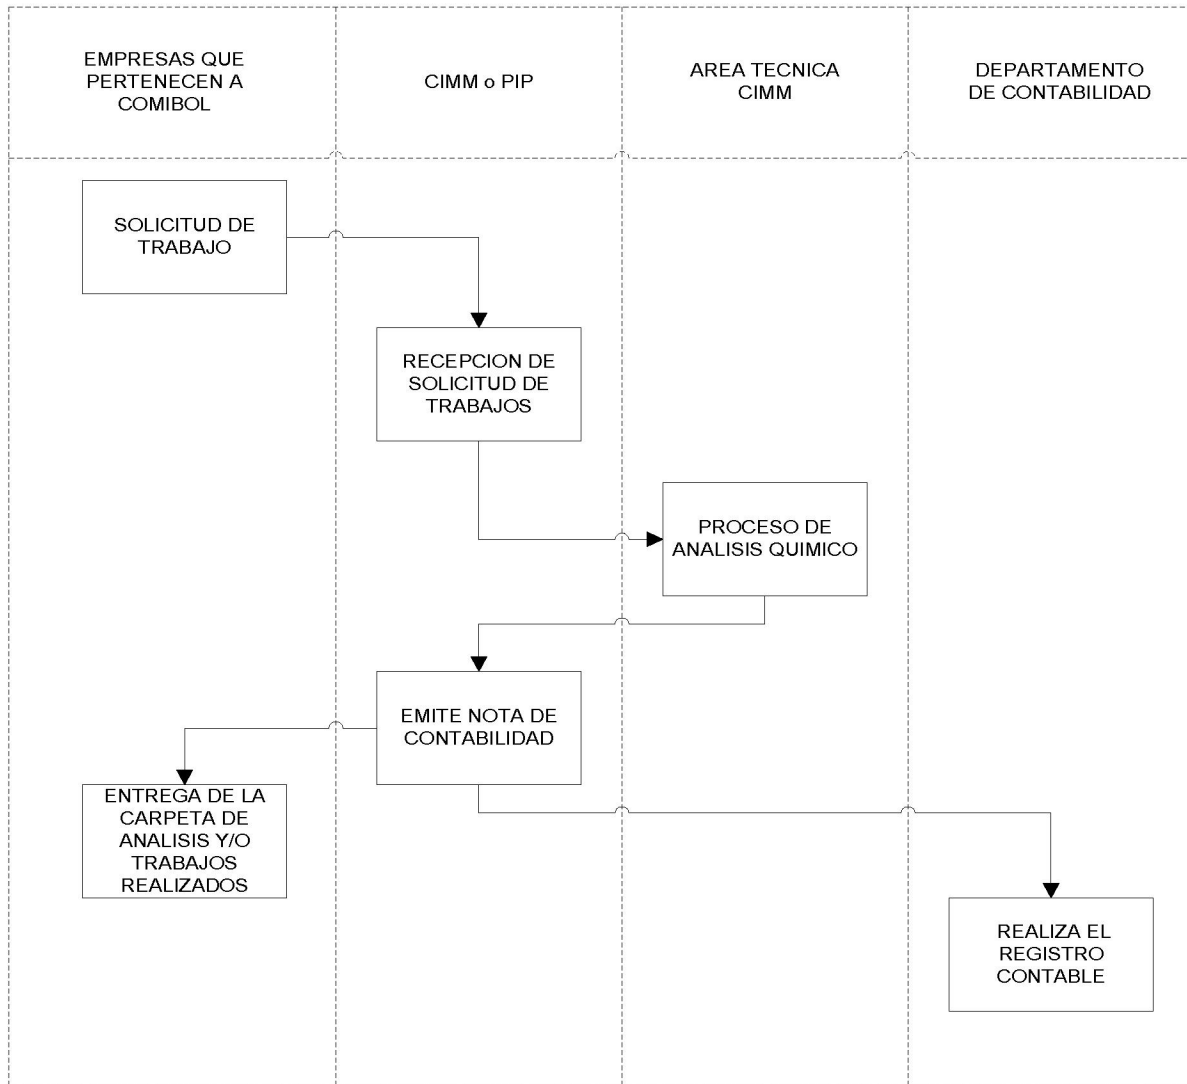 EMPRESAS QUE
PERTENECEN A
COMIBOL
CIMM o PIP
AREA TECNICA
CIMM
DEPARTAMENTO
DE CONTABILIDAD
SOLICITUD DE
TRABAJO
RECEPCION DE
SOLICITUD DE
TRABAJOS
PROCESO DE
ANALISIS QUIMICO
EMITE NOTA DE
CONTABILIDAD
ENTREGA DE LA
CARPETA DE
ANALISIS Y/O
TRABAJOS
REALIZADOS
REALIZA EL
REGISTRO
CONTABLE